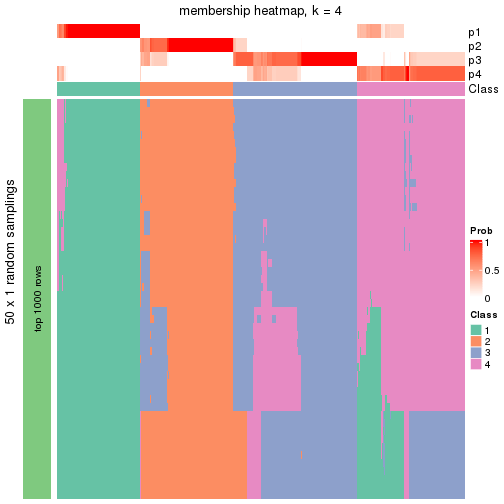 membership heatmap, k = 4
p1
p2
p3
p4
Class
50 x 1 random samplings
top 1000 rows
Prob
1
0.5
0
Class
1
2
3
4